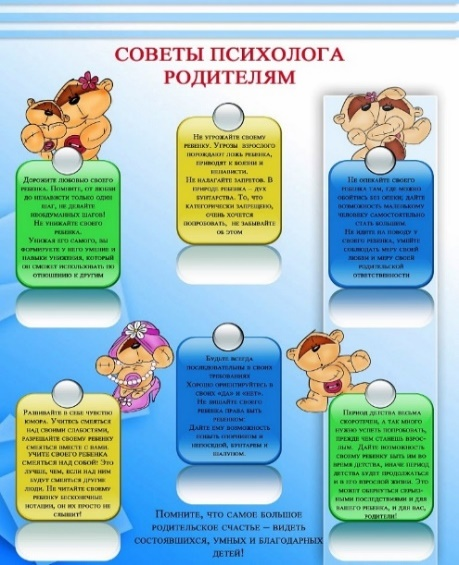 СОВЕТЫ ПСИХОЛОГА
РОДИТЕЛЯМ
Дорожите любовью своего
ребенка. Помните, от любви
до ненависти только один
шаг, не делайте
необдуманных шагов!
Не унижайте своего
ребенка.
Унижая его самого, вы
формируете у него умение и
навыки унижения, который
он сможет использовать по
отношению к другим
Не угрожайте своему
ребенку. Угрозы взрослого
порождают ложь ребенка,
приводят к боязни и
ненависти.
Не налагайте запретов. В
природе ребенка – дух
бунтарства. То, что
категорически запрещено,
очень хочется
попробовать, не забывайте
об этом
Не опекайте своего
ребенка там, где можно
обойтись без опеки; дайте
возможность маленькому
человеку самостоятельно
стать большим.
Не идите на поводу у
своего ребенка, умейте
соблюдать меру своей
любви и меру своей
родительской
ответственности
Развивайте в себе чувство
юмора. Учитесь смеяться
над своими слабостями,
разрешайте своему ребенку
смеяться вместе с вами.
Учите своего ребенка
смеяться над собой! Это
лучше, чем, если над ним
будут смеяться другие
люди. Не читайте своему
ребенку бесконечные
нотации, он их просто не
слышит!
Будьте всегда
последовательны в своих
требованиях
Хорошо ориентируйтесь в
своих «да» и «нет».
Не лишайте своего
ребенка права быть
ребенком.
Дайте ему возможность
побыть озорником и
непоседой, бунтарем и
шалуном.
Период детства весьма
скоротечен, а так много
нужно успеть попробовать,
прежде чем станешь взрос-
лым. Дайте возможность
своему ребенку быть им во
время детства, иначе период
детства будет продолжаться
и в его взрослой жизни. Это
может обернуться серьез-
ными последствиями и для
вашего ребенка, и для вас,
родители!
Помните, что самое большое
родительское счастье – видеть
состоявшихся, умных и благодарных
детей!